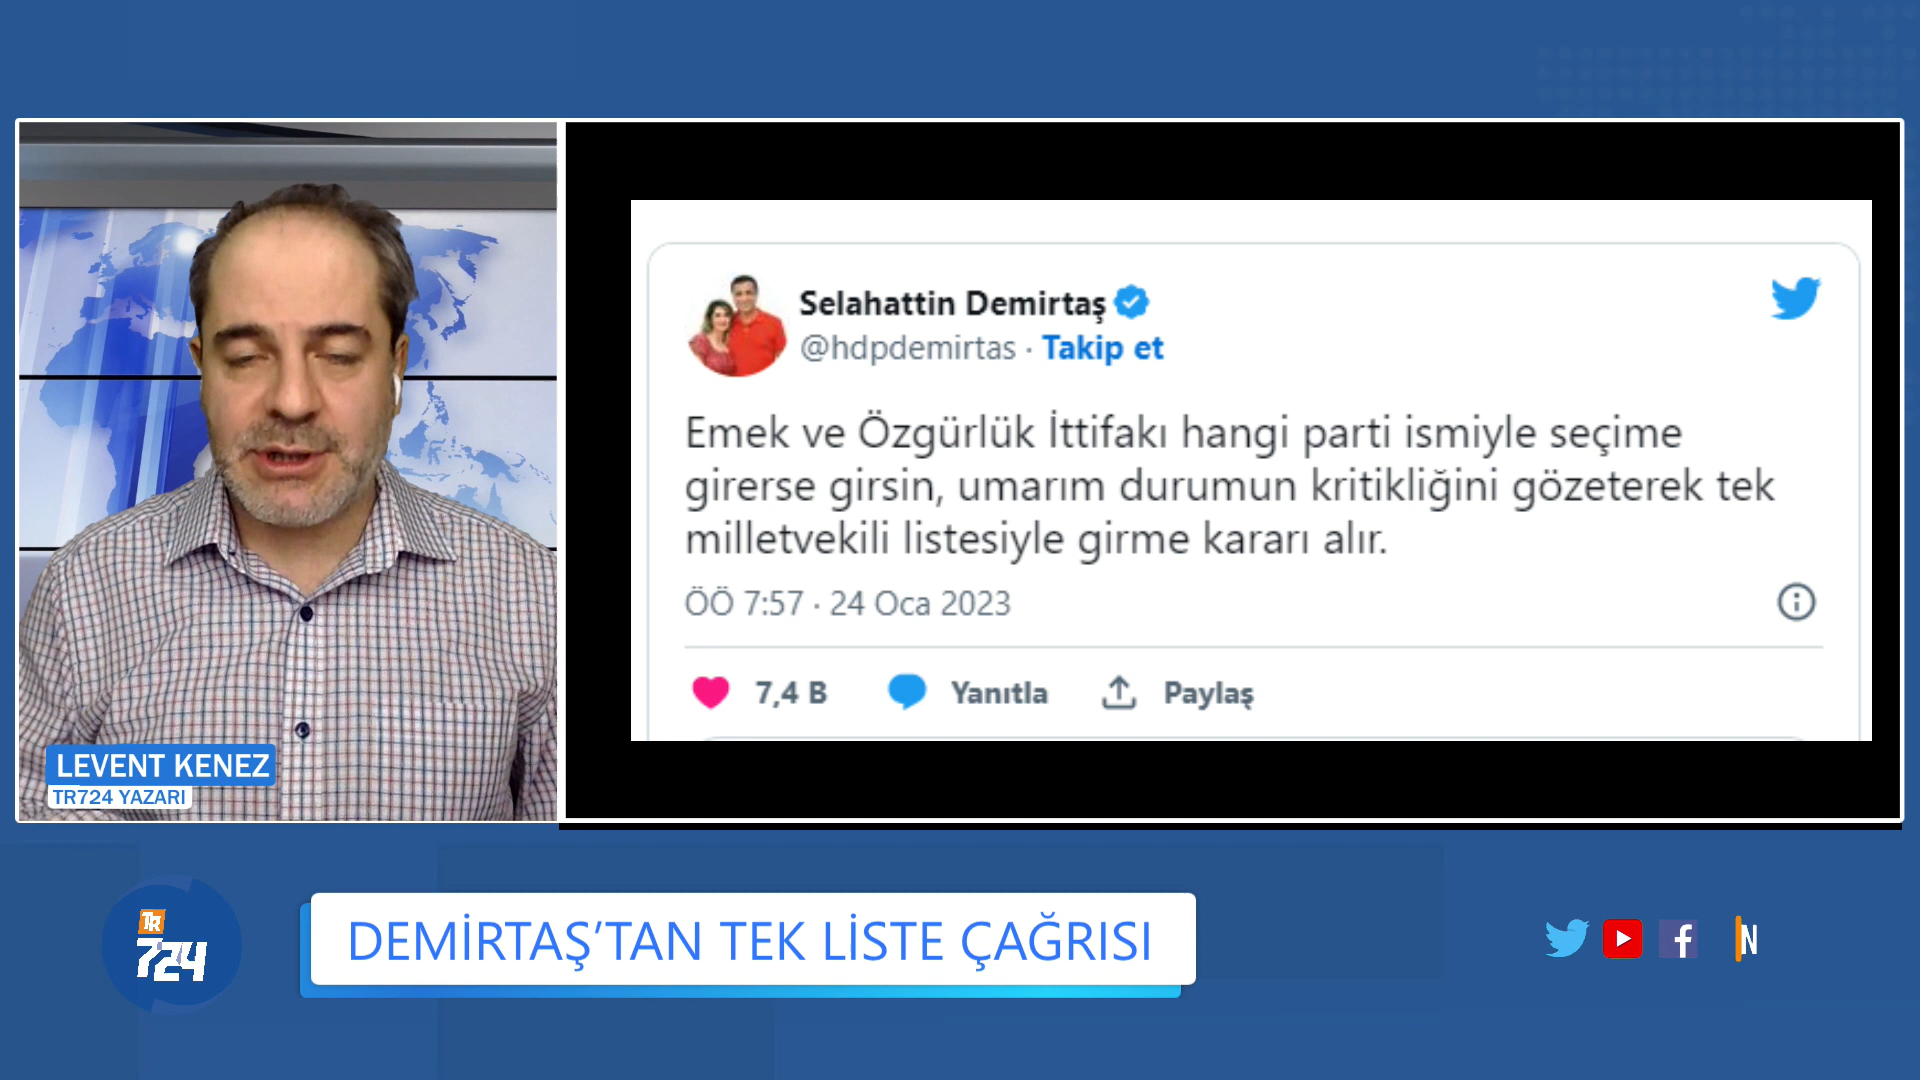 Selahattin Demirtaş
@hdpdemirtas · Takip et
Emek ve Özgürlük İttifakı hangi parti ismiyle seçime
girerse girsin, umarım durumun kritikliğini gözeterek tek
milletvekili listesiyle girme kararı alır.
ÖÖ 7:57 · 24 Oca 2023
7,4 B Yanıtla Paylaş
LEVENT KENEZ
TR724 YAZARI
TR
724
DEMİRTAŞ’TAN TEK LİSTE ÇAĞRISI
f
N